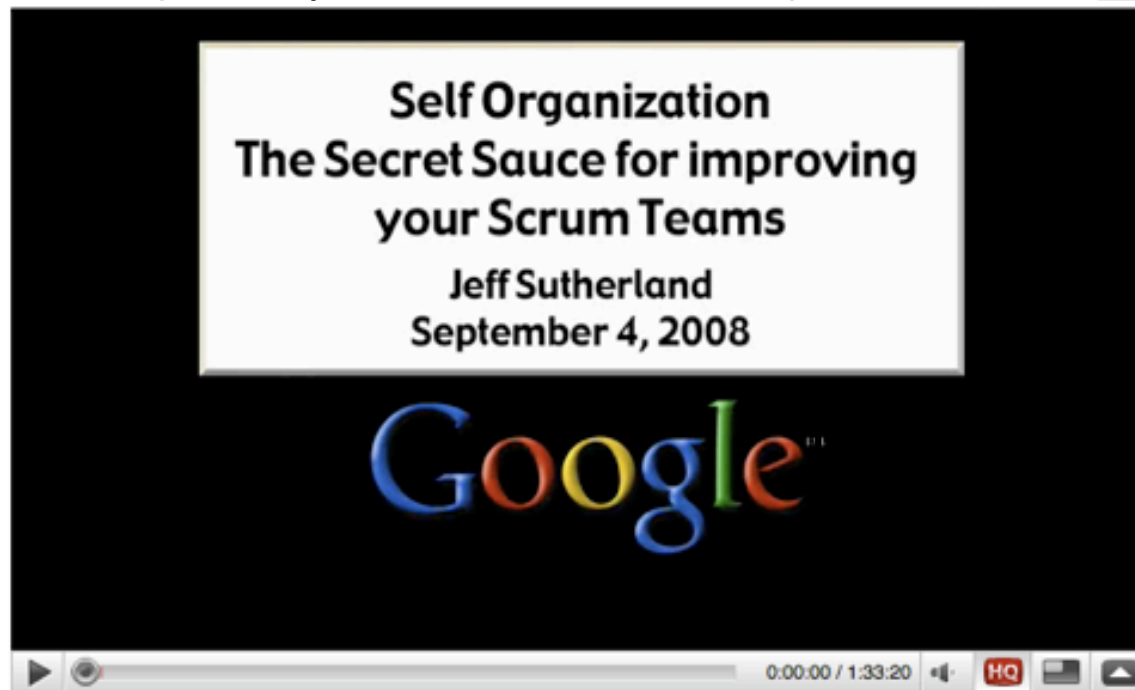 Self Organization
The Secret Sauce for improving
your Scrum Teams
Jeff Sutherland
September 4, 2008
Google
0:00:00 / 1:33:20
HQ